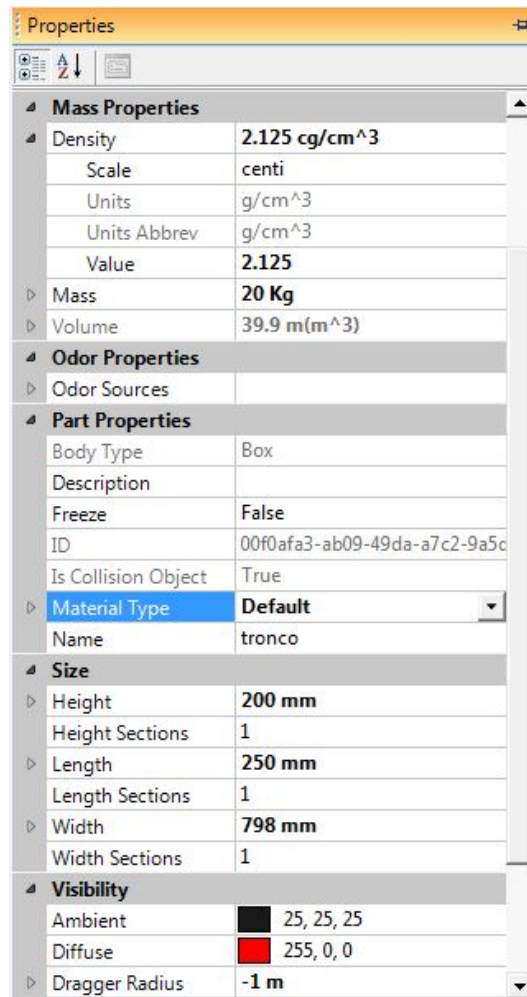 Properties
A
Z
Mass Properties
Density 2.125 cg/cm^3
Scale centi
Units g/cm^3
Units Abbrev g/cm^3
Value 2.125
Mass 20 Kg
Volume 39.9 m(m^3)
Odor Properties
Odor Sources
Part Properties
Body Type Box
Description
Freeze False
ID 00f0afa3-ab09-49da-a7c2-9a5c
Is Collision Object True
Material Type Default
Name tronco
Size
Height 200 mm
Height Sections 1
Length 250 mm
Length Sections 1
Width 798 mm
Width Sections 1
Visibility
Ambient 25, 25, 25
Diffuse 255, 0, 0
Dragger Radius -1 m